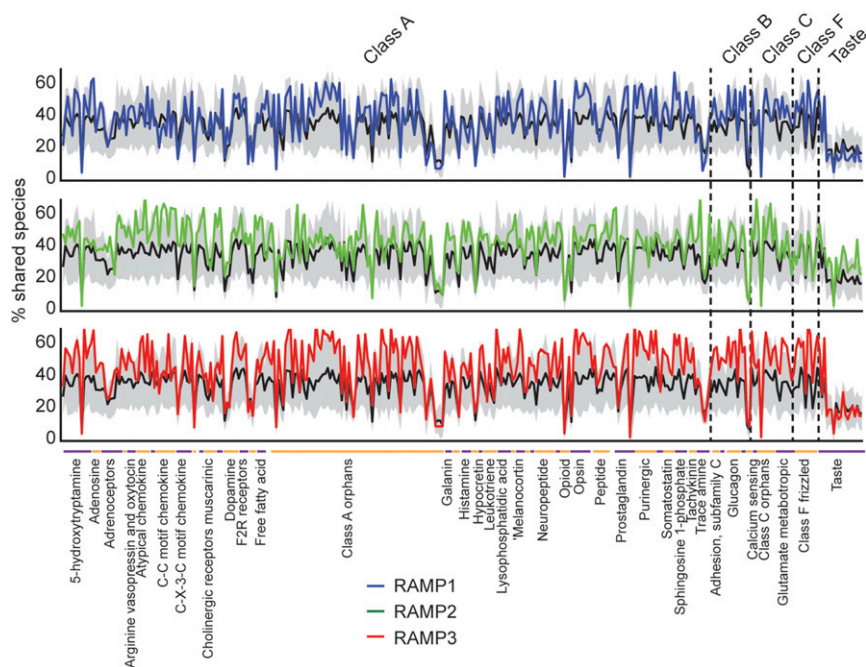 Class A
Class B
Class C
Class F
Taste
% shared species
60
40
20
0
60
40
20
0
60
40
20
0
5-hydroxytryptamine
Adenosine
Adrenoceptors
Arginine vasopressin and oxytocin
Atypical chemokine
C-C motif chemokine
C-X-3-C motif chemokine
Cholinergic receptors muscarinic
Dopamine
F2R receptors
Free fatty acid
Class A orphans
Galanin
Histamine
Hypocretin
Leukotriene
Lysophosphatidic acid
Melanocortin
Neuropeptide
Opioid
Opsin
Peptide
Prostaglandin
Purinergic
Somatostatin
Sphingosine 1-phosphate
Tachykinin
Trace amine
Adhesion, subfamily C
Glucagon
Calcium sensing
Class C orphans
Glutamate metabotropic
Class F frizzled
Taste
RAMP1
RAMP2
RAMP3